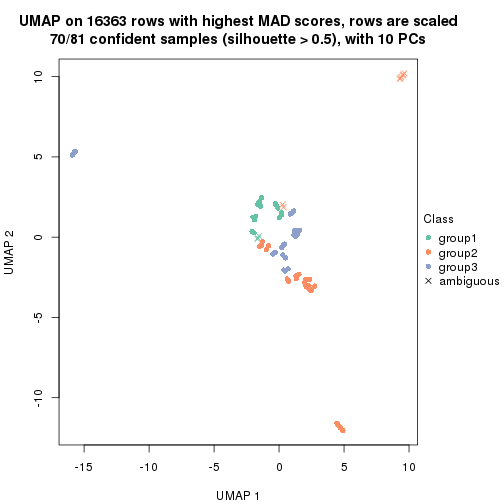 UMAP on 16363 rows with highest MAD scores, rows are scaled
70/81 confident samples (silhouette > 0.5), with 10 PCs
10
5
0
-5
-10
UMAP 2
-15
-10
-5
0
5
10
UMAP 1
Class
group1
group2
group3
ambiguous